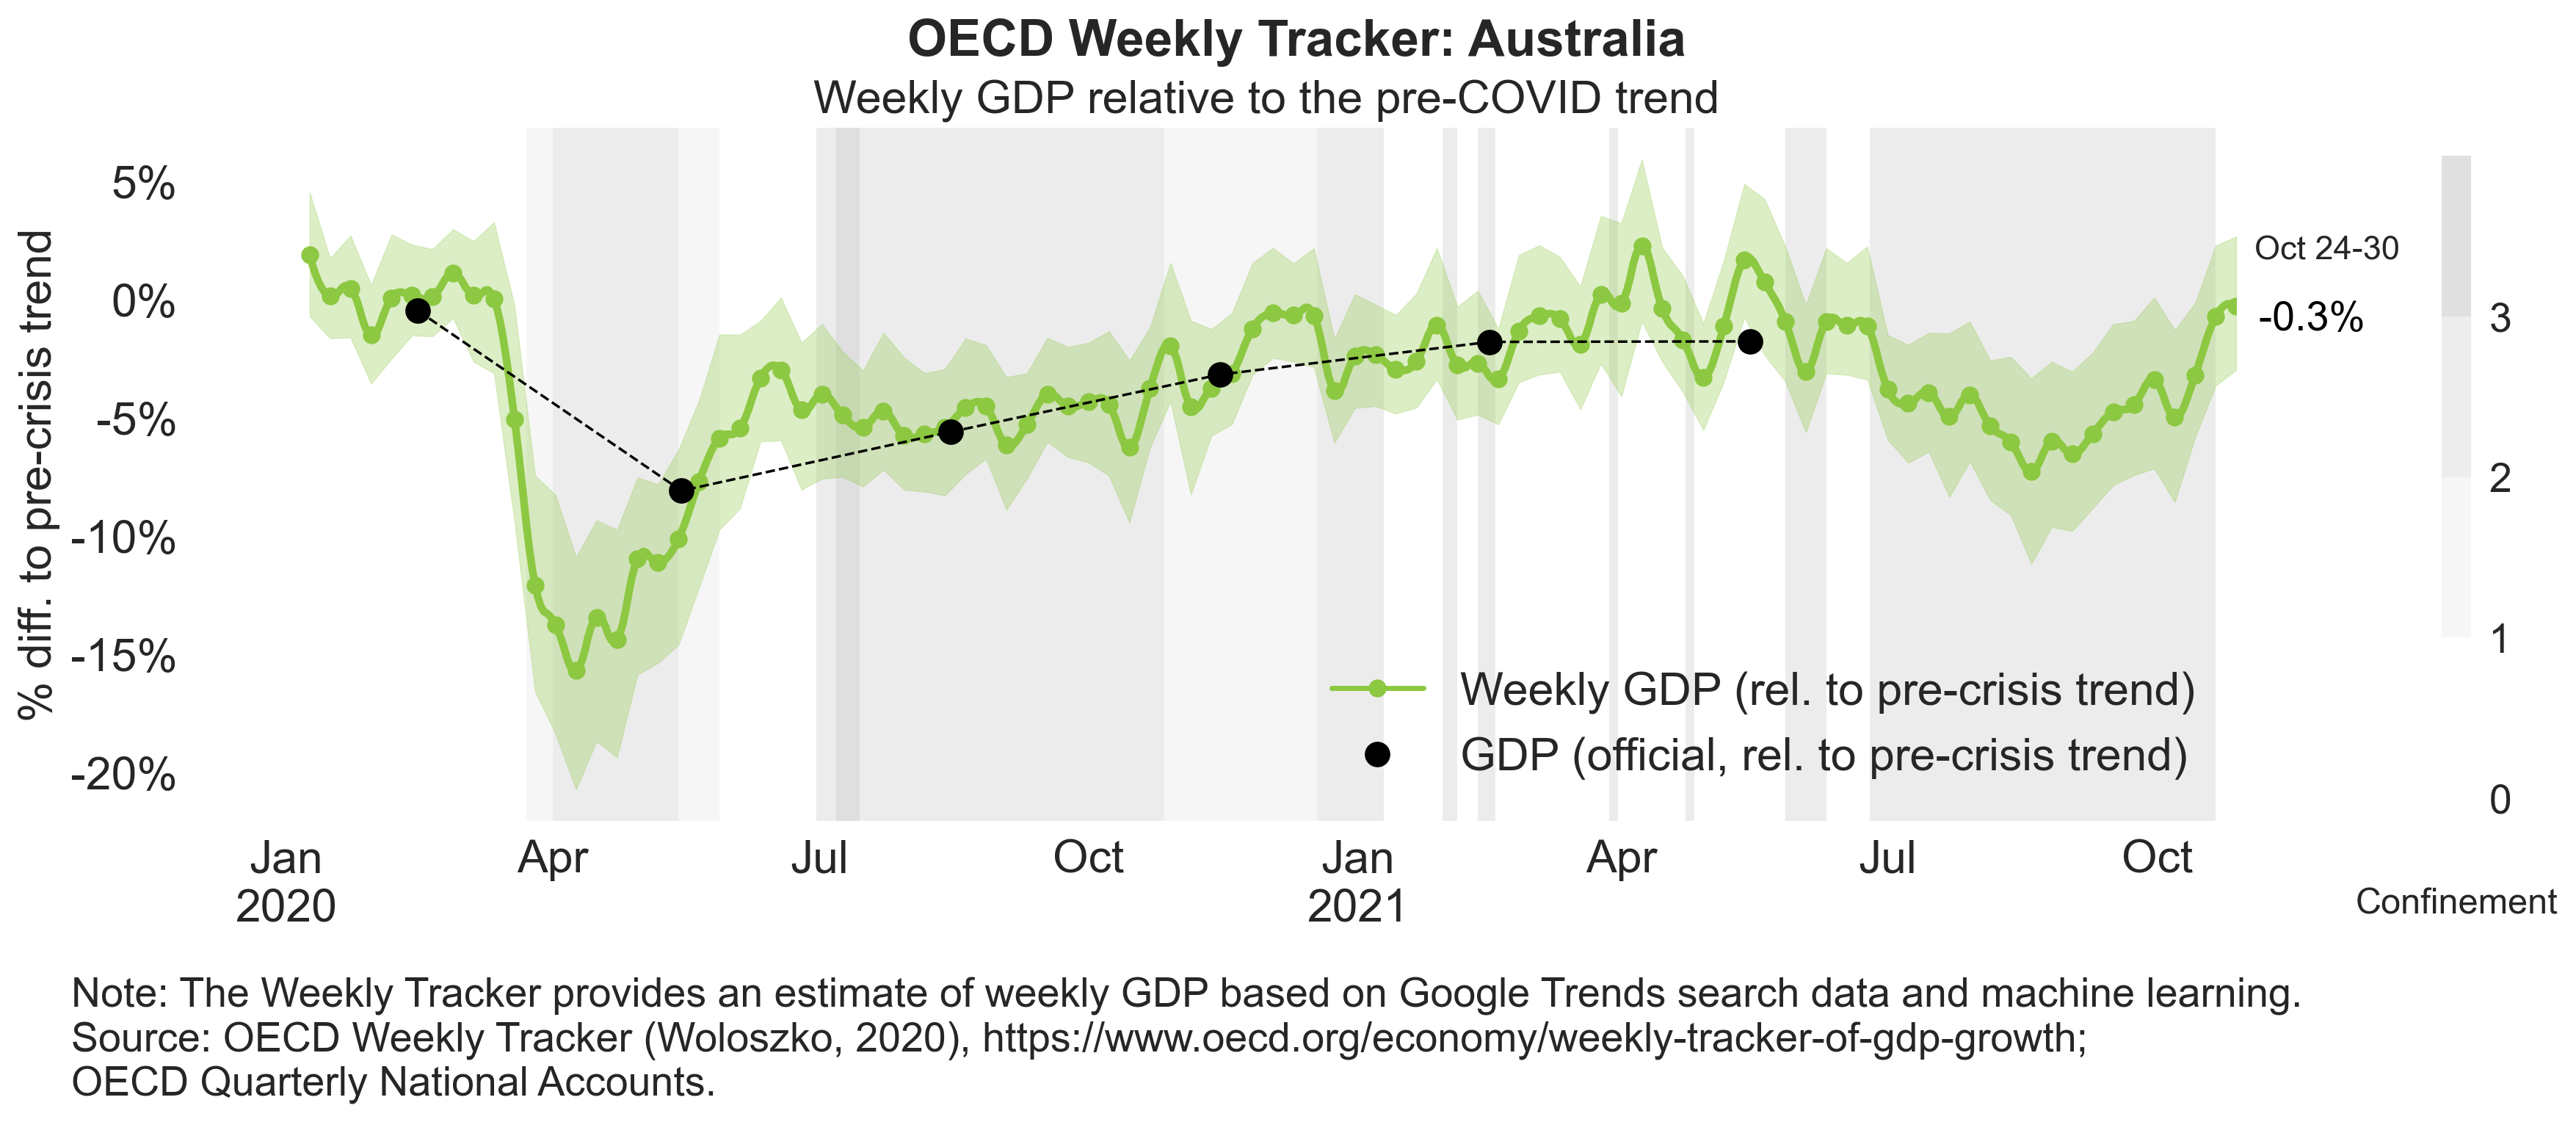 OECD Weekly Tracker: Australia
Weekly GDP relative to the pre-COVID trend
% diff. to pre-crisis trend
5%
0%
-5%
-10%
-15%
-20%
Oct 24-30
-0.3%
3
2
1
0
Weekly GDP (rel. to pre-crisis trend)
GDP (official, rel. to pre-crisis trend)
Jan Apr Jul Oct Jan Apr Jul Oct
2020 2021
Confinement
Note: The Weekly Tracker provides an estimate of weekly GDP based on Google Trends search data and machine learning.
Source: OECD Weekly Tracker (Woloszko, 2020), https://www.oecd.org/economy/weekly-tracker-of-gdp-growth;
OECD Quarterly National Accounts.